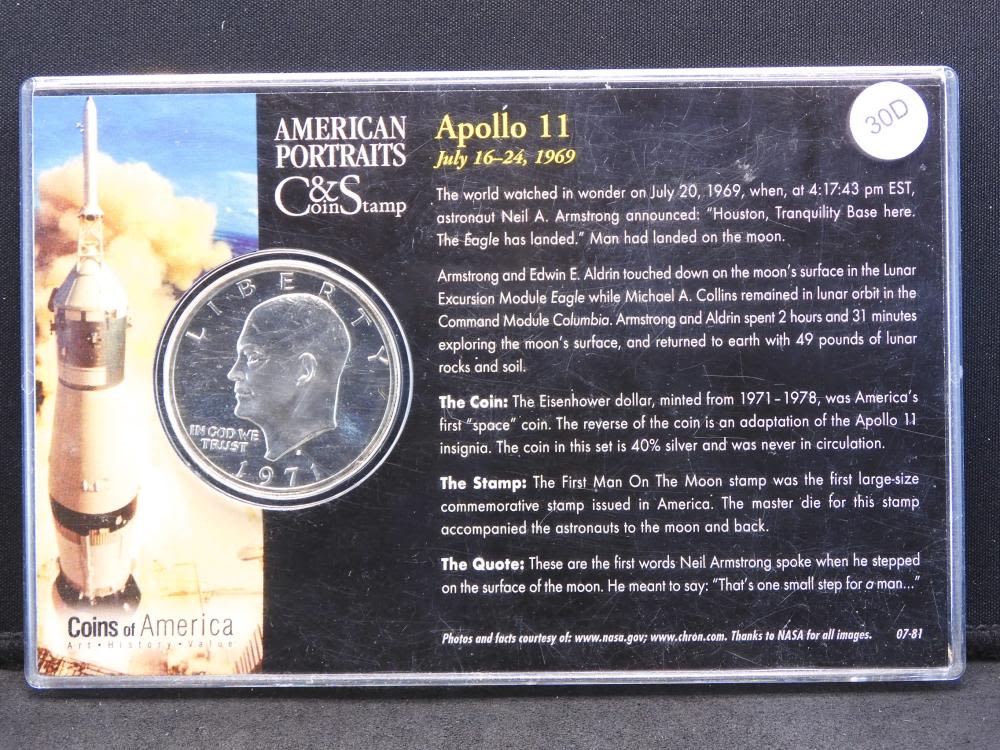 30D
AMERICAN
PORTRAITS
Coin & Stamp
Apollo 11
July 16–24, 1969
The world watched in wonder on July 20, 1969, when, at 4:17:43 pm EST,
astronaut Neil A. Armstrong announced: “Houston, Tranquility Base here.
The Eagle has landed.” Man had landed on the moon.
Armstrong and Edwin E. Aldrin touched down on the moon’s surface in the Lunar
Excursion Module Eagle while Michael A. Collins remained in lunar orbit in the
Command Module Columbia. Armstrong and Aldrin spent 2 hours and 31 minutes
exploring the moon’s surface, and returned to earth with 49 pounds of lunar
rocks and soil.
The Coin: The Eisenhower dollar, minted from 1971–1978, was America’s
first “space” coin. The reverse of the coin is an adaptation of the Apollo 11
insignia. The coin in this set is 40% silver and was never in circulation.
The Stamp: The First Man On The Moon stamp was the first large-size
commemorative stamp issued in America. The master die for this stamp
accompanied the astronauts to the moon and back.
The Quote: These are the first words Neil Armstrong spoke when he stepped
on the surface of the moon. He meant to say: “That’s one small step for a man...”
Photos and facts courtesy of: www.nasa.gov; www.chron.com. Thanks to NASA for all images. 07-81
LIBERTY
IN GOD WE
TRUST
1971
Coins of America
Art • History • Value